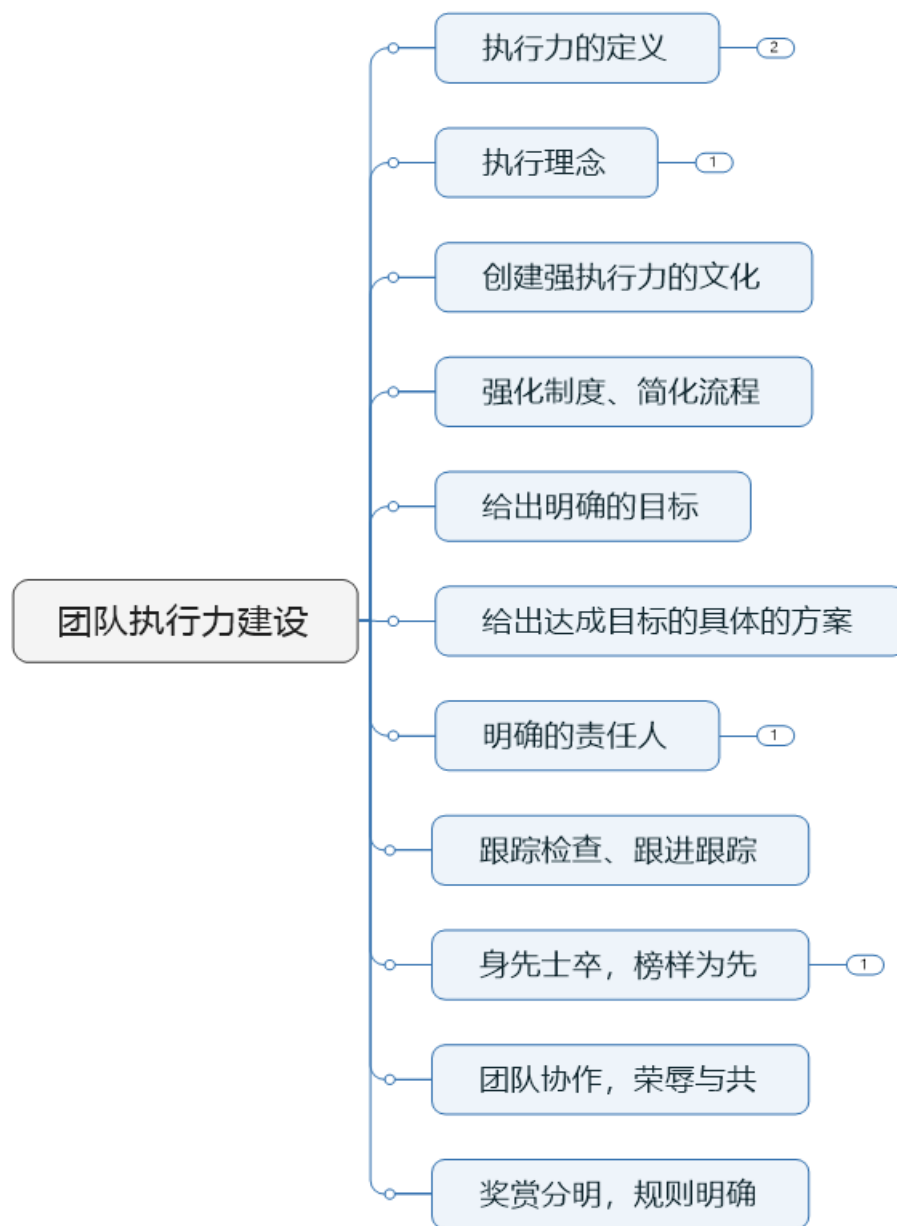 执行力的定义
2
执行理念
1
创建强执行力的文化
强化制度、简化流程
给出明确的目标
团队执行力建设
给出达成目标的具体的方案
明确的责任人
1
跟踪检查、跟进跟踪
身先士卒，榜样为先
1
团队协作，荣辱与共
奖赏分明，规则明确